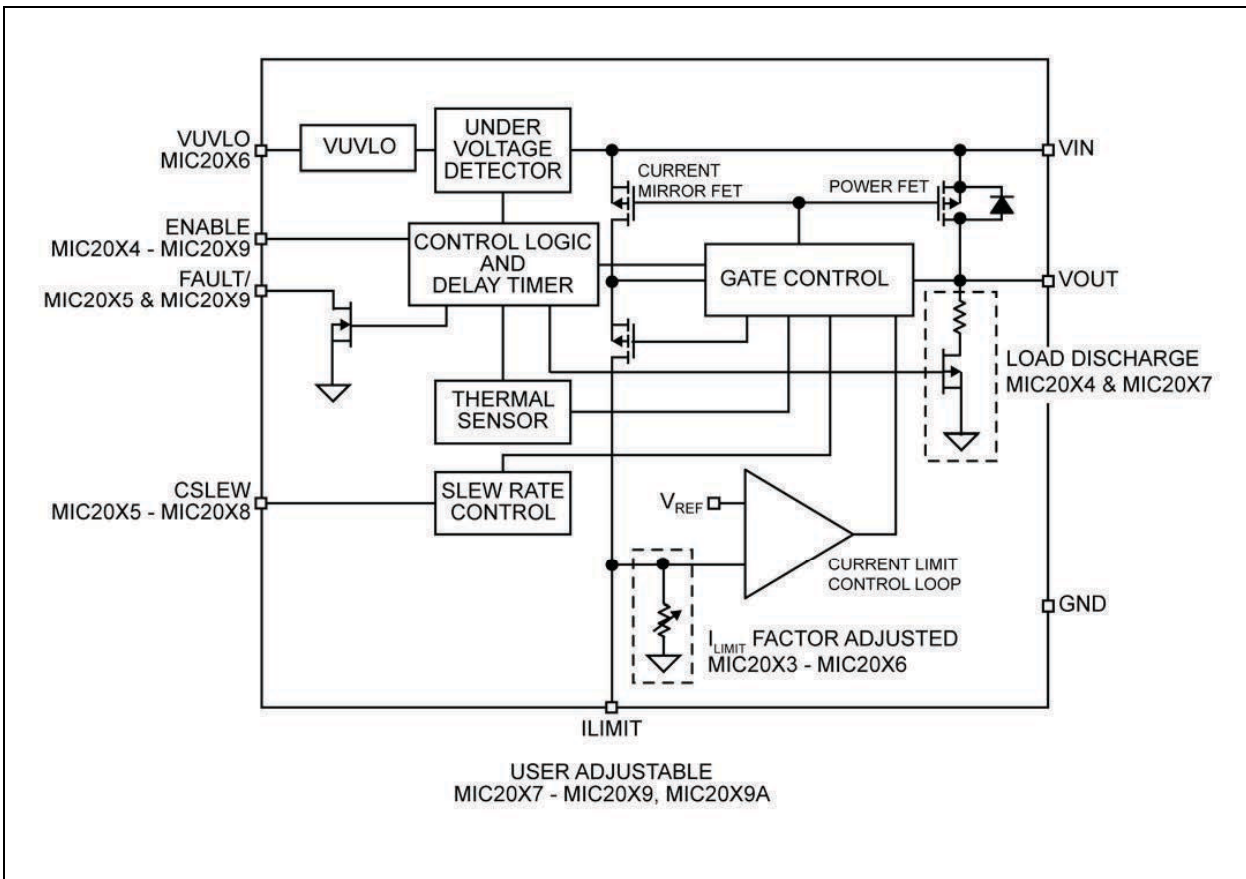 VUVLO
MIC20X6
VUVLO
UNDER
VOLTAGE
DETECTOR
CURRENT
MIRROR FET
POWER FET
VIN
ENABLE
MIC20X4 - MIC20X9
FAULT/
MIC20X5 & MIC20X9
CONTROL LOGIC
AND
DELAY TIMER
GATE CONTROL
VOUT
LOAD DISCHARGE
MIC20X4 & MIC20X7
THERMAL
SENSOR
CSLEW
MIC20X5 - MIC20X8
SLEW RATE
CONTROL
VREF
CURRENT LIMIT
CONTROL LOOP
GND
ILIMIT FACTOR ADJUSTED
MIC20X3 - MIC20X6
ILIMIT
USER ADJUSTABLE
MIC20X7 - MIC20X9, MIC20X9A